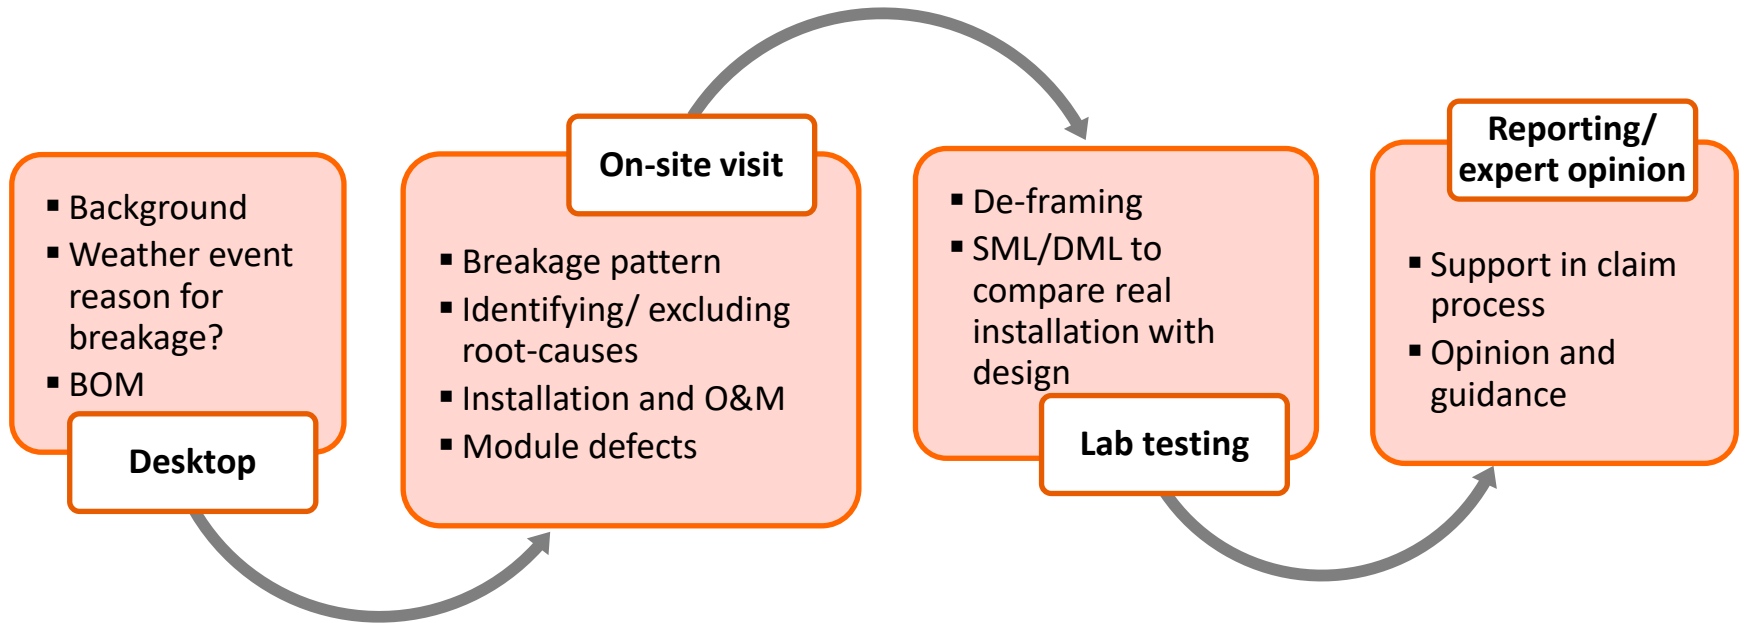 ▪ Background
▪ Weather event
reason for
breakage?
▪ BOM
Desktop
On-site visit
▪ Breakage pattern
▪ Identifying/ excluding
root-causes
▪ Installation and O&M
▪ Module defects
▪ De-framing
▪ SML/DML to
compare real
installation with
design
Lab testing
Reporting/
expert opinion
▪ Support in claim
process
▪ Opinion and
guidance